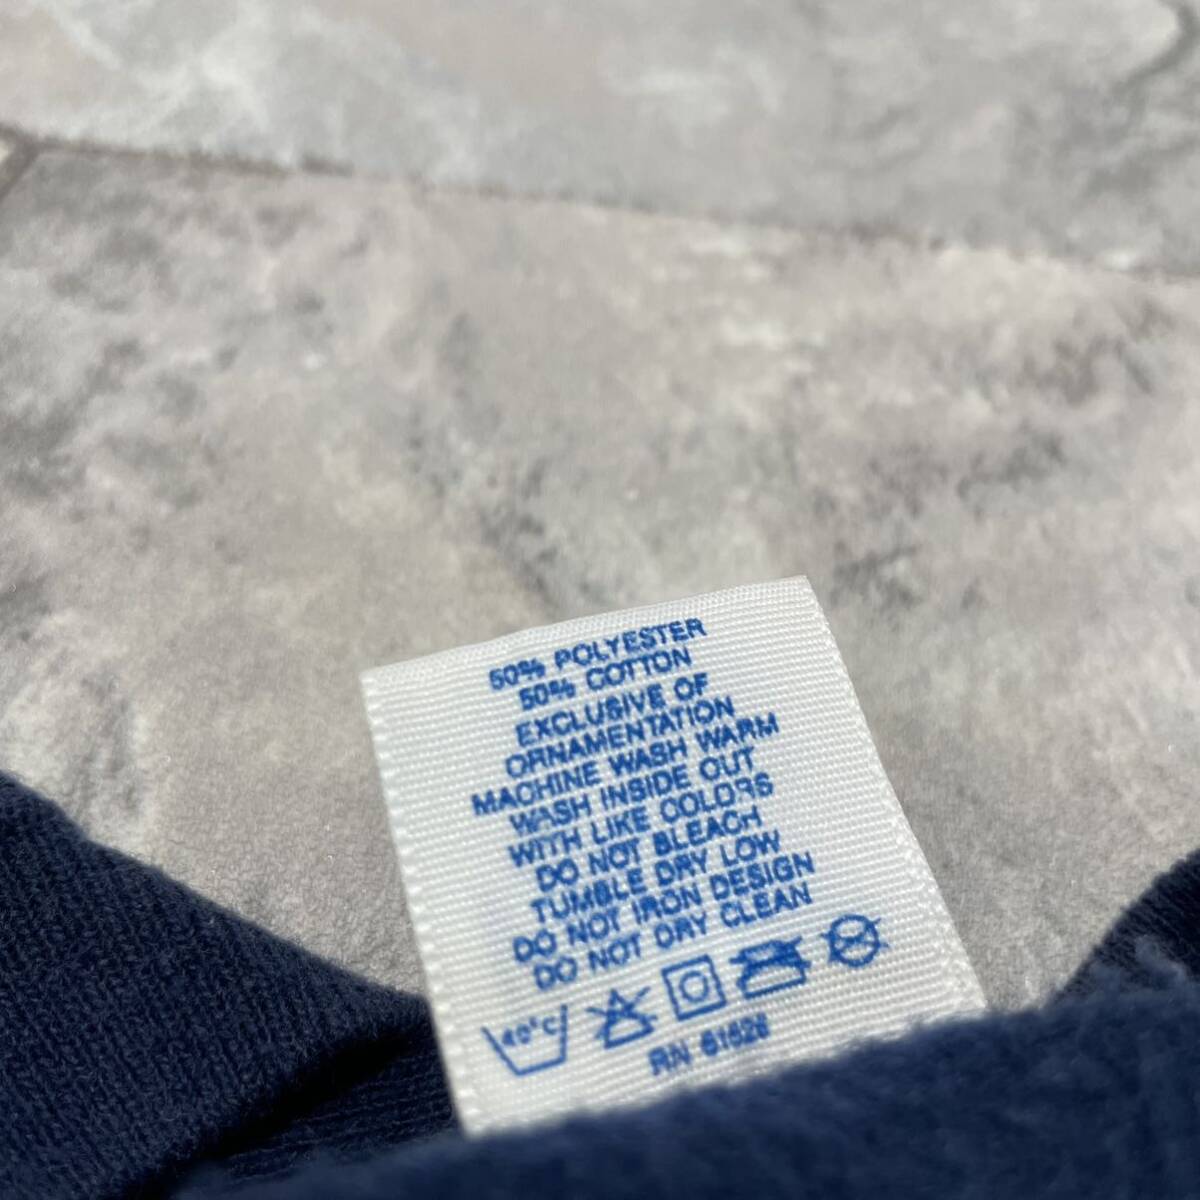 50% POLYESTER
50% COTTON
EXCLUSIVE OF
ORNAMENTATION
MACHINE WASH WARM
WASH INSIDE OUT
WITH LIKE COLORS
DO NOT BLEACH
TUMBLE DRY LOW
DO NOT IRON DESIGN
DO NOT DRY CLEAN
40°C
RN